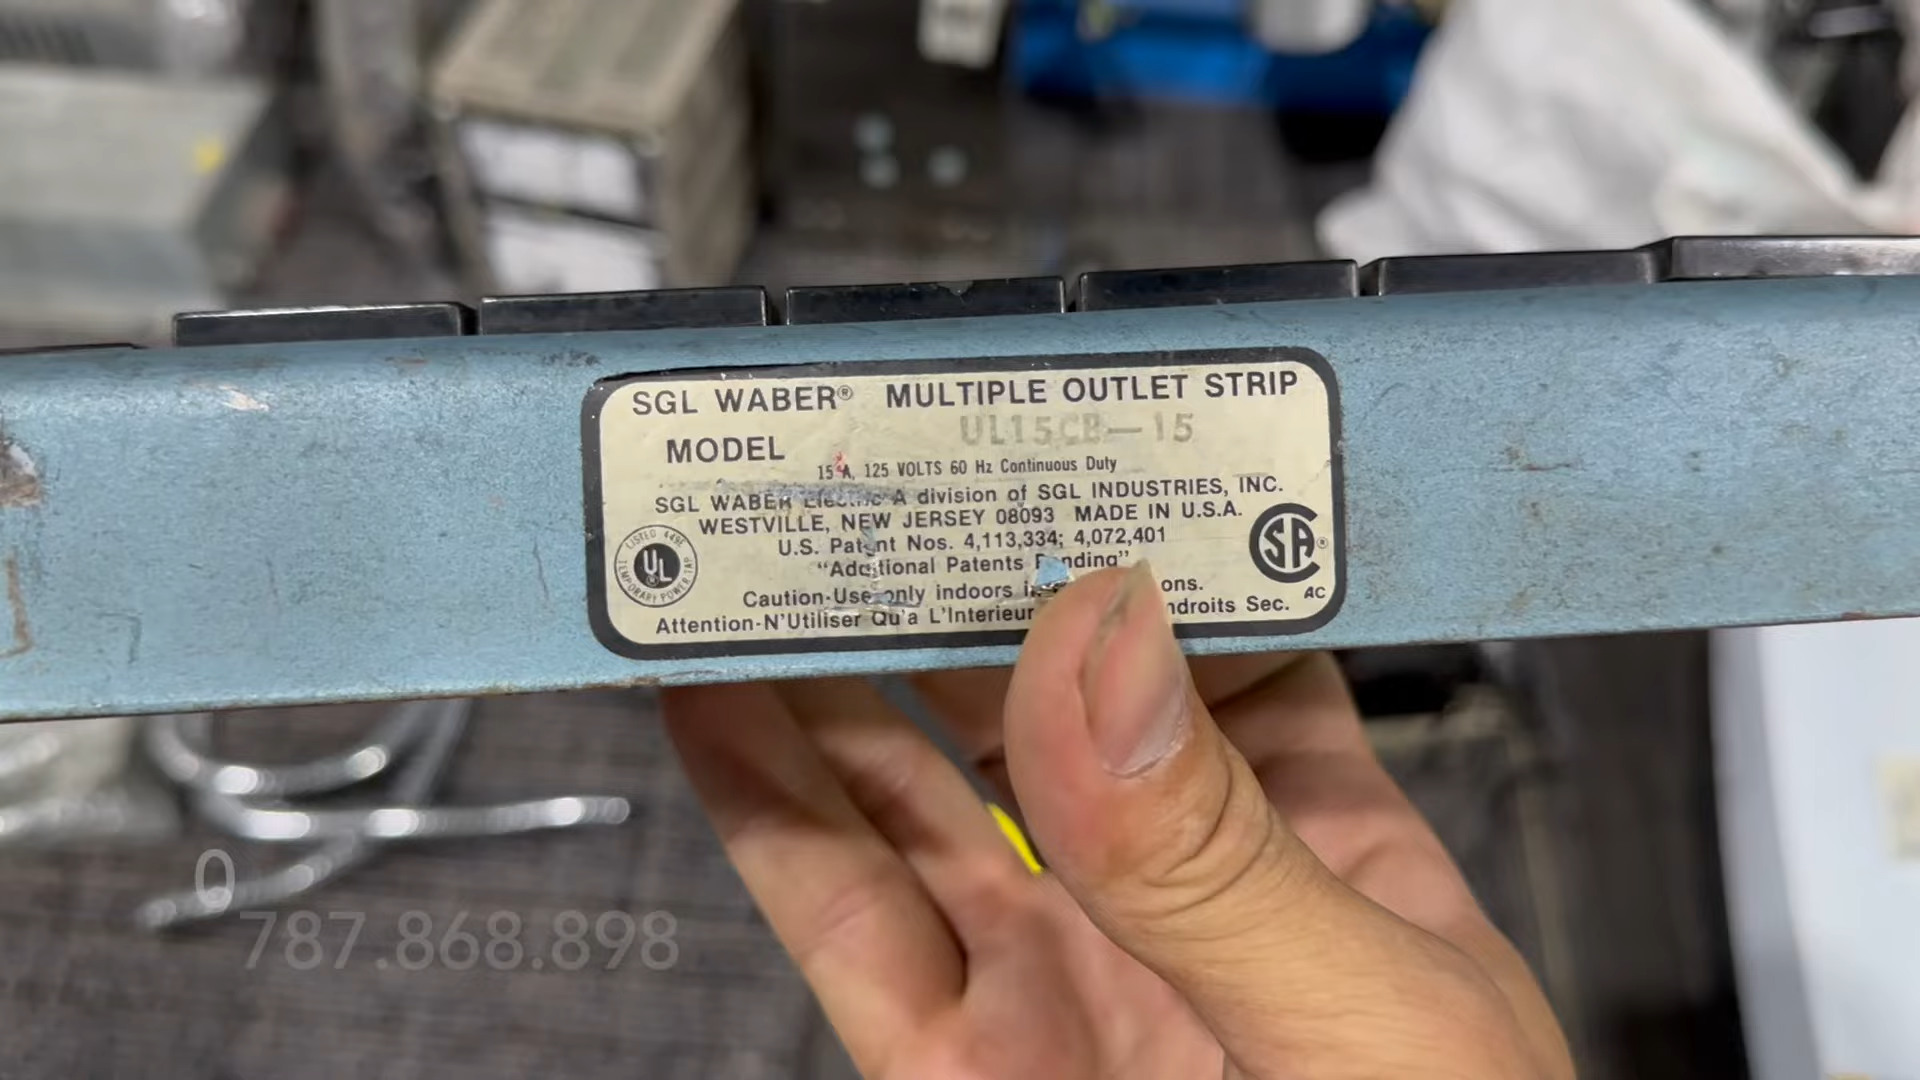 SGL WABER® MULTIPLE OUTLET STRIP
MODEL UL15CB-15
15 A, 125 VOLTS 60 Hz Continuous Duty
SGL WABER Electric A division of SGL INDUSTRIES, INC.
WESTVILLE, NEW JERSEY 08093 MADE IN U.S.A.
U.S. Patent Nos. 4,113,334; 4,072,401
"Additional Patents Pending"
Caution-Use only indoors ons.
Attention-N'Utiliser Qu'a L'Interieur ndroits Sec.
LISTED 449E
UL
TEMPORARY POWER TAP
SA®
AC
0
787.868.898